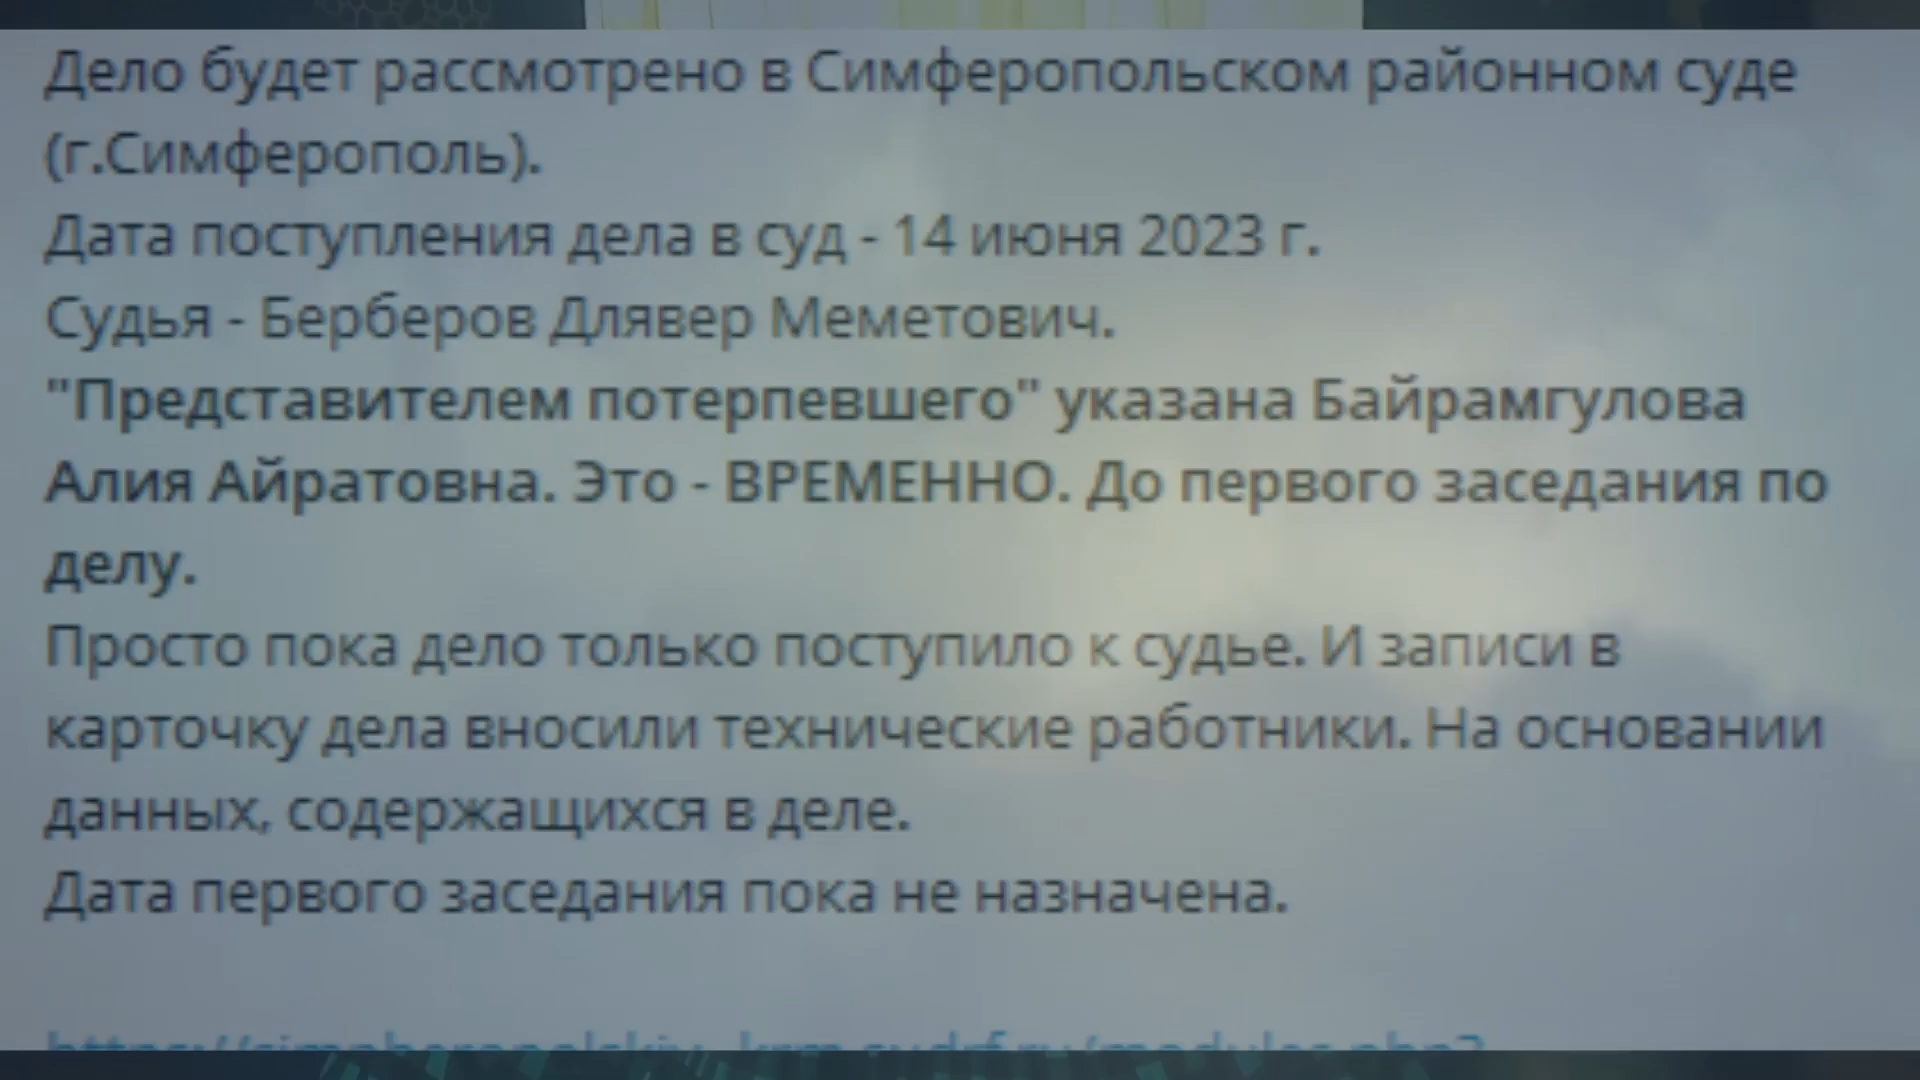 Дело будет рассмотрено в Симферопольском районном суде
(г.Симферополь).
Дата поступления дела в суд - 14 июня 2023 г.
Судья - Берберов Длявер Меметович.
"Представителем потерпевшего" указана Байрамгулова
Алия Айратовна. Это - ВРЕМЕННО. До первого заседания по
делу.
Просто пока дело только поступило к судье. И записи в
карточку дела вносили технические работники. На основании
данных, содержащихся в деле.
Дата первого заседания пока не назначена.